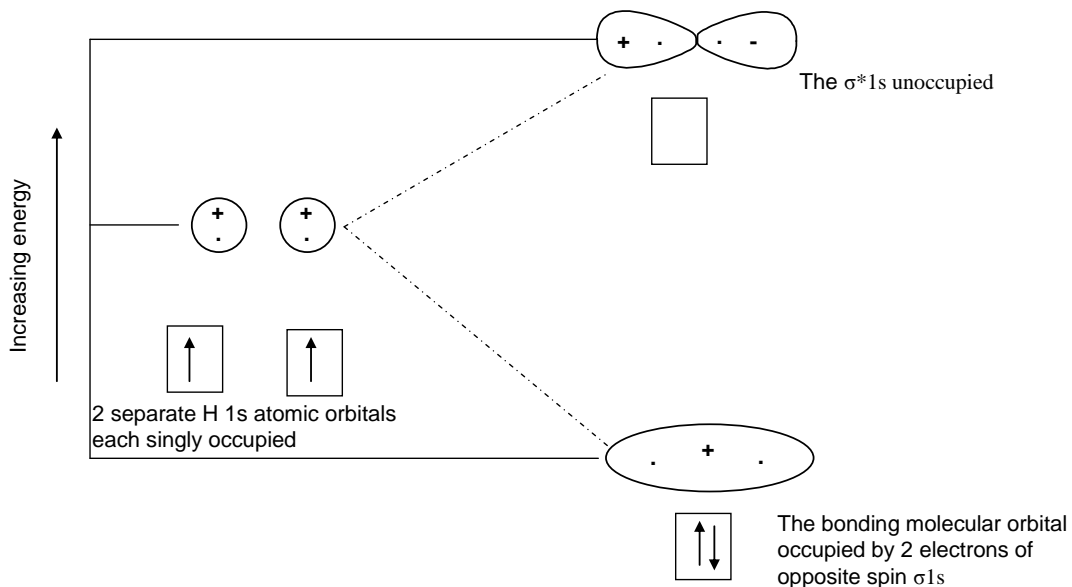 + . . -
The σ*1s unoccupied
Increasing energy
+ +
. .
2 separate H 1s atomic orbitals
each singly occupied
+
. .
The bonding molecular orbital
occupied by 2 electrons of
opposite spin σ1s